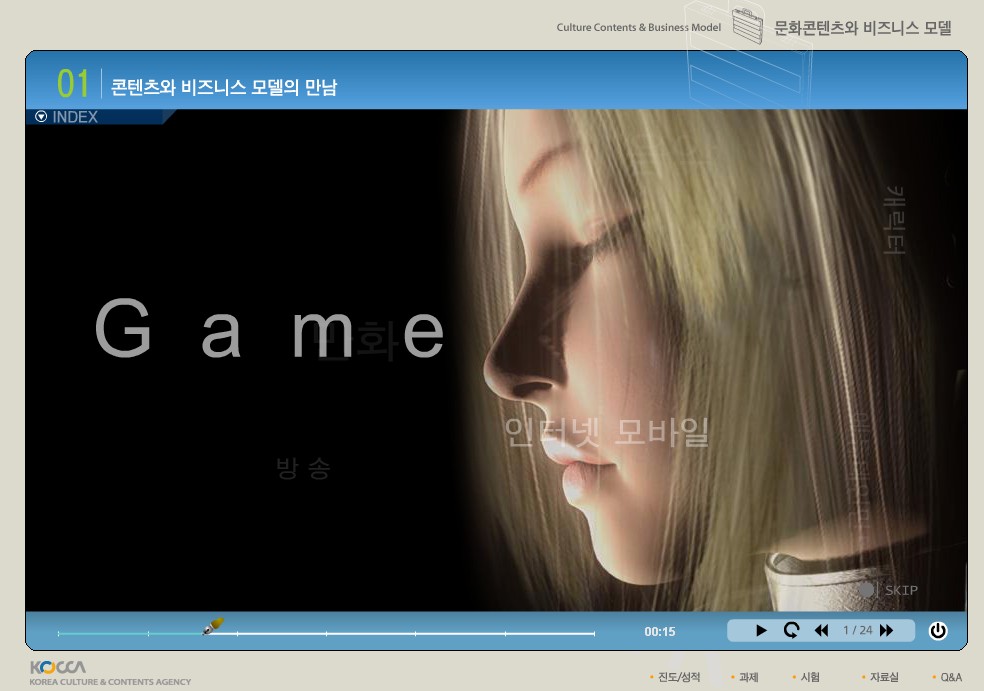 Culture Contents & Business Model 문화콘텐츠와 비즈니스 모델
01 콘텐츠와 비즈니스 모델의 만남
INDEX
캐릭터
Game
만화
인터넷 모바일
방 송
SKIP
00:15
1 / 24
KOCCA
KOREA CULTURE & CONTENTS AGENCY
진도/성적
과제
시험
자료실
Q&A